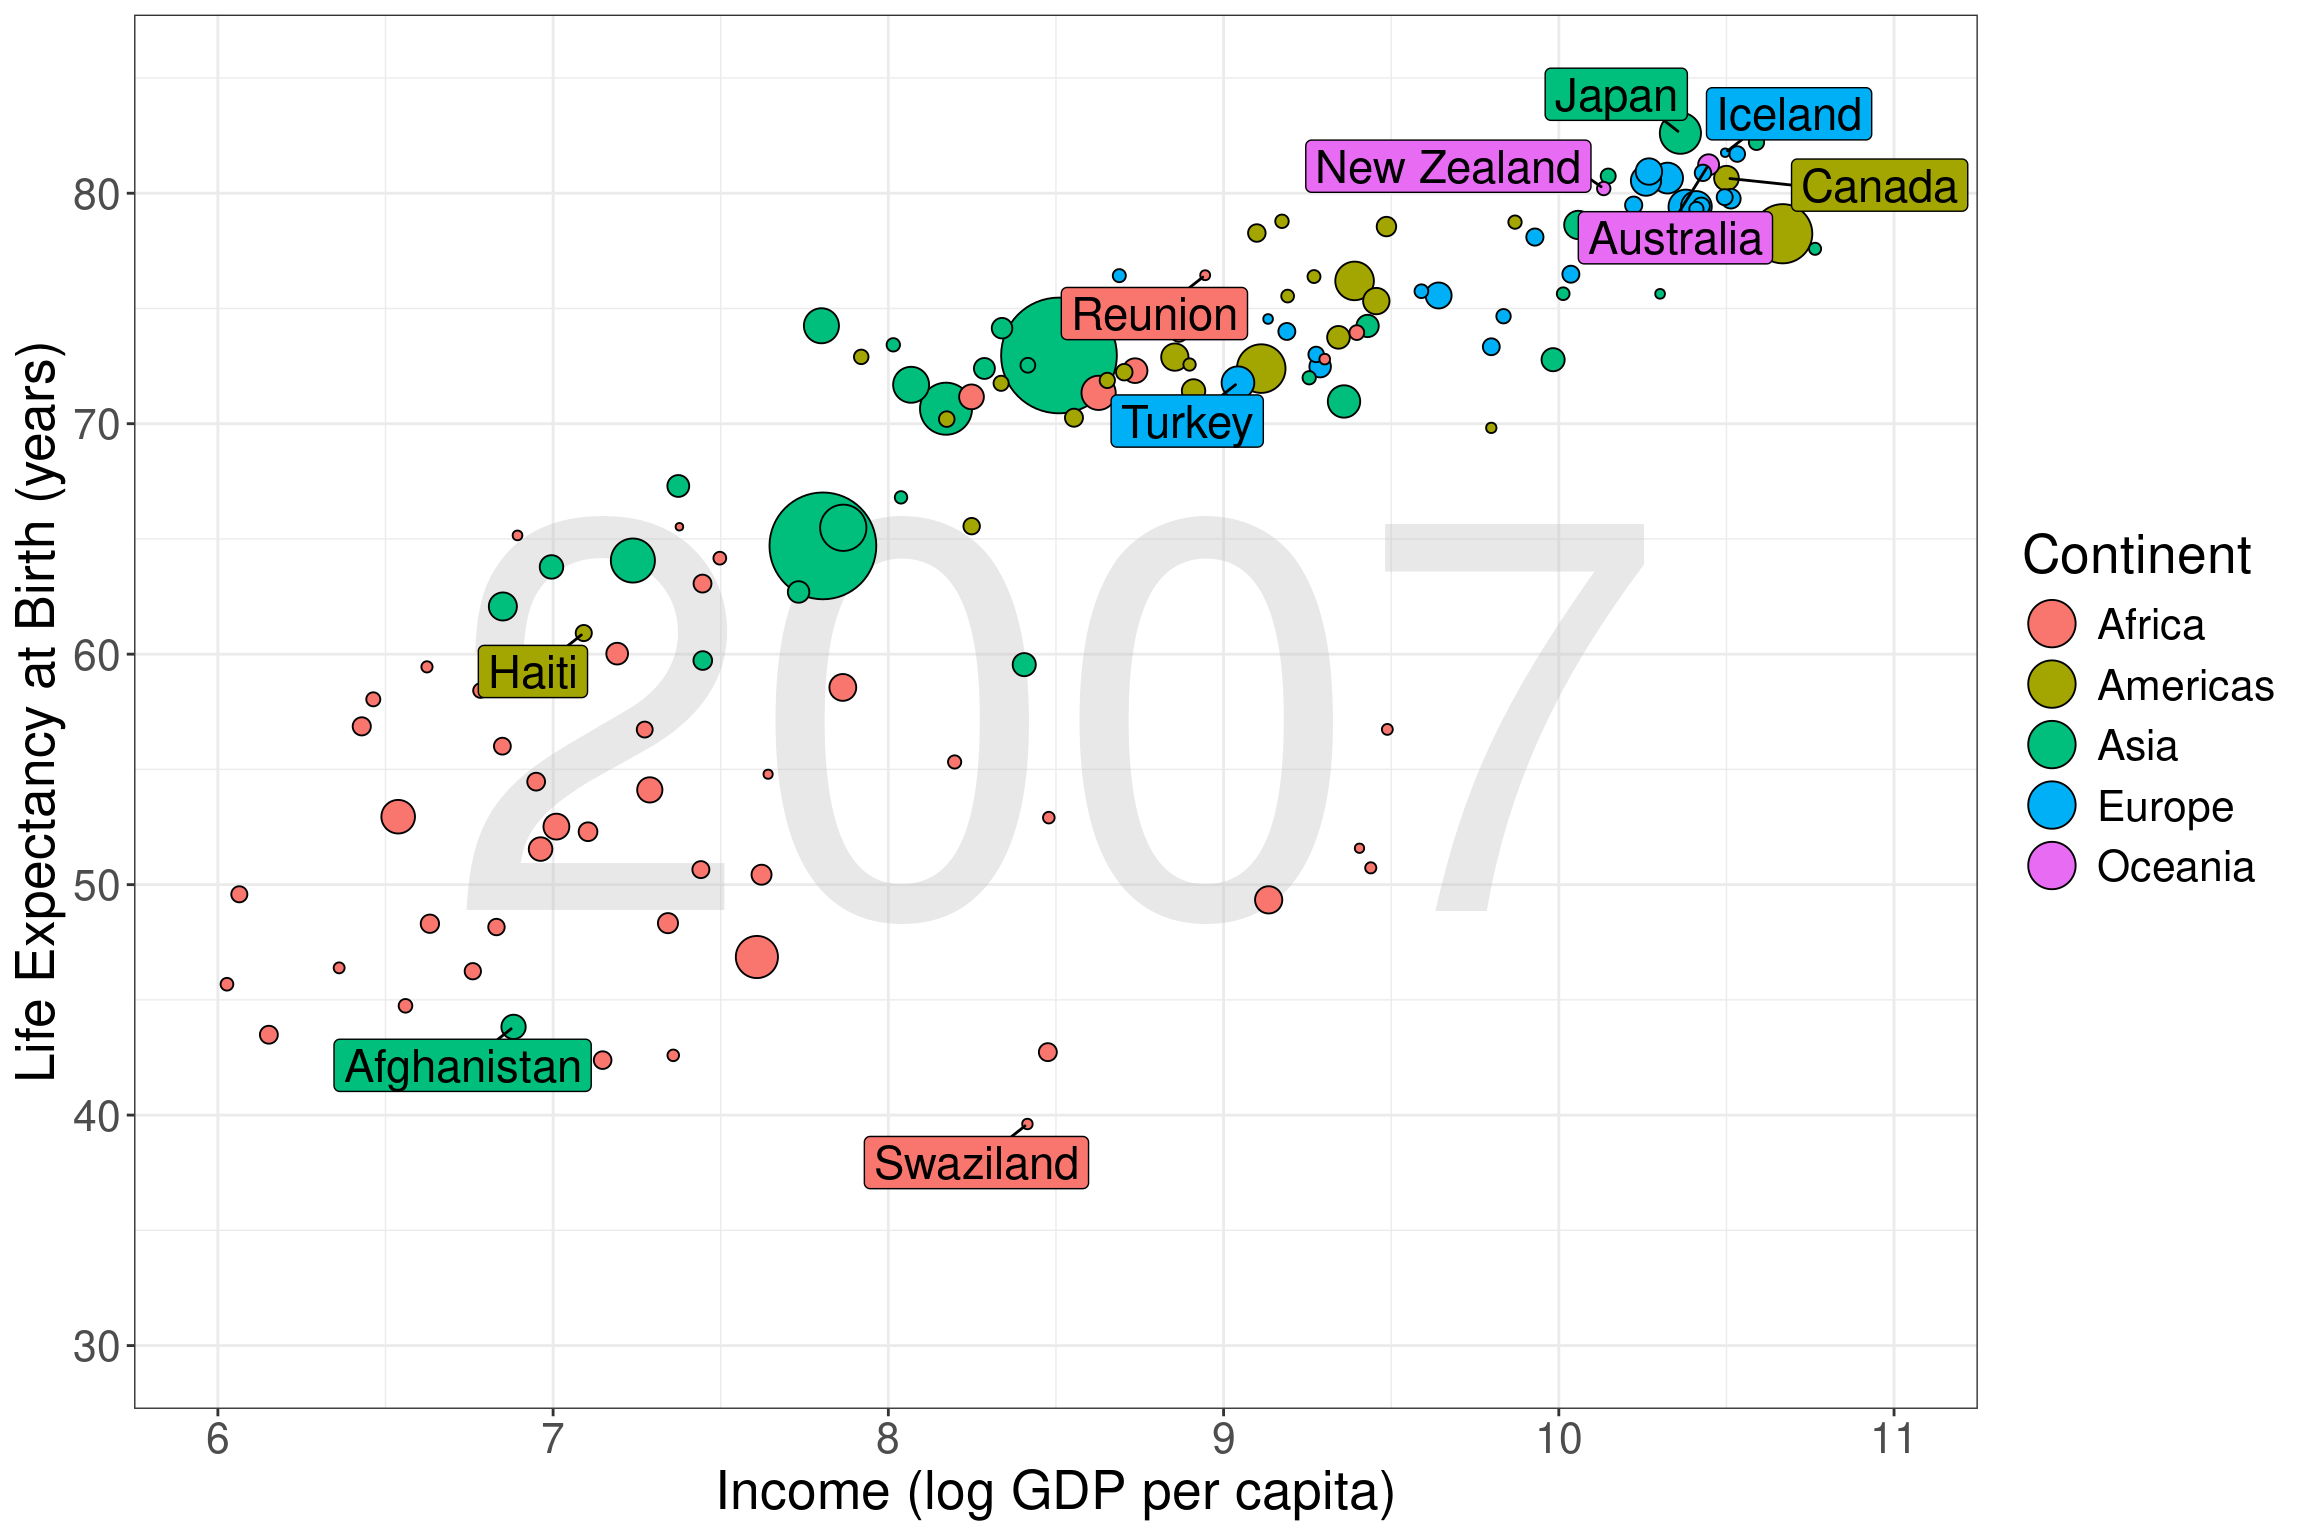 Japan
Iceland
New Zealand
Canada
Australia
Reunion
Turkey
Haiti
Afghanistan
Swaziland
2007
80
70
60
50
40
30
Life Expectancy at Birth (years)
6 7 8 9 10 11
Income (log GDP per capita)
Continent
Africa
Americas
Asia
Europe
Oceania